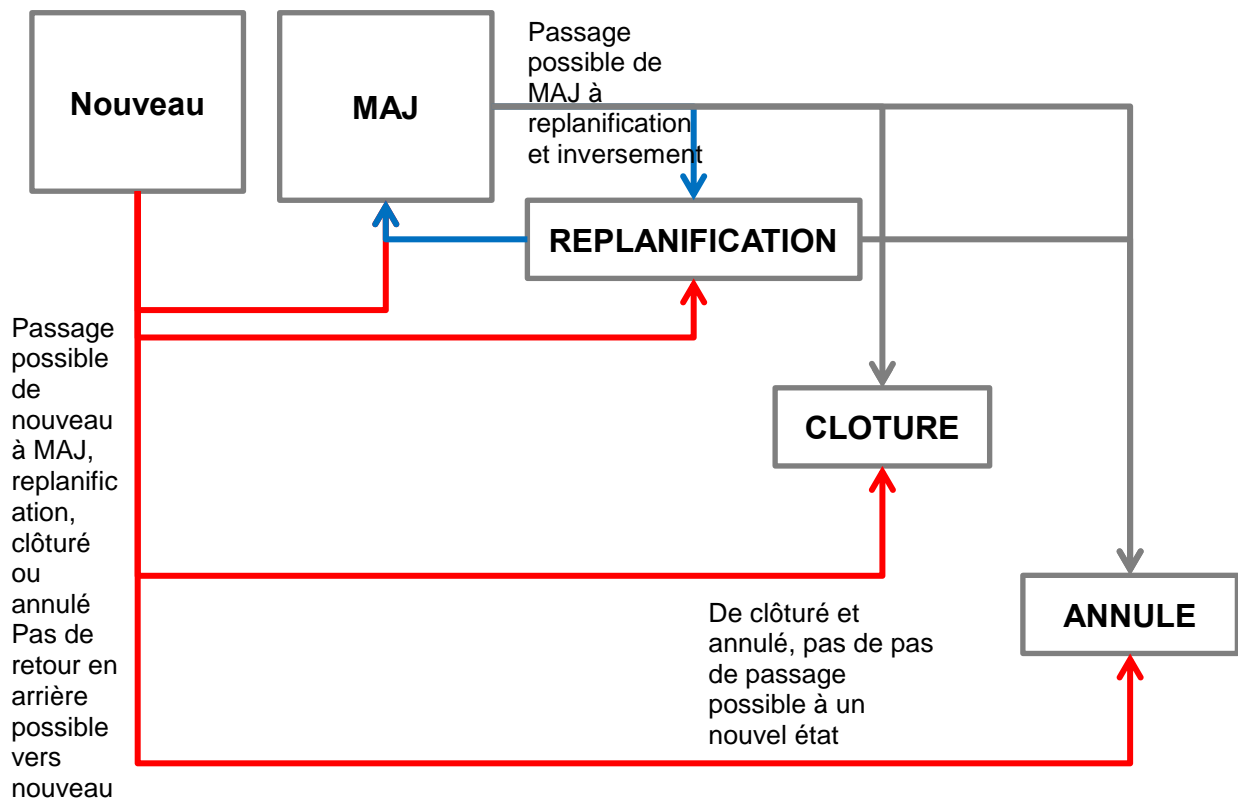 Nouveau
MAJ
Passage
possible de
MAJ à
replanification
et inversement
REPLANIFICATION
Passage
possible
de
nouveau
à MAJ,
replanific
ation,
clôturé
ou
annulé
Pas de
retour en
arrière
possible
vers
nouveau
CLOTURE
De clôturé et
annulé, pas de pas
de passage
possible à un
nouvel état
ANNULE